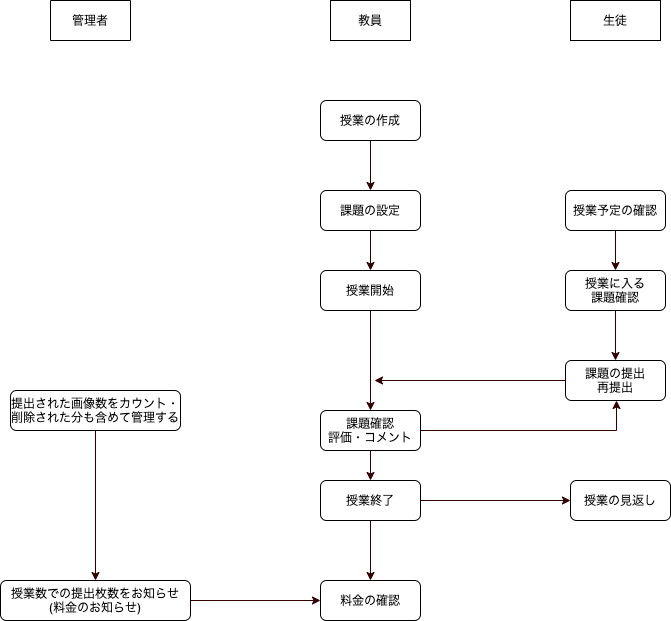 管理者
教員
生徒
授業の作成
課題の設定
授業予定の確認
授業開始
授業に入る
課題確認
課題の提出
再提出
提出された画像数をカウント・
削除された分も含めて管理する
課題確認
評価・コメント
授業終了
授業の見返し
授業数での提出枚数をお知らせ
(料金のお知らせ)
料金の確認